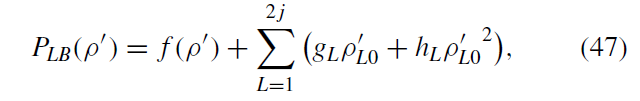 P_{LB}(ρ′) = f(ρ′) + \sum_{L=1}^{2j} (g_L ρ′_{L0} + h_L ρ′_{L0}^2), (47)